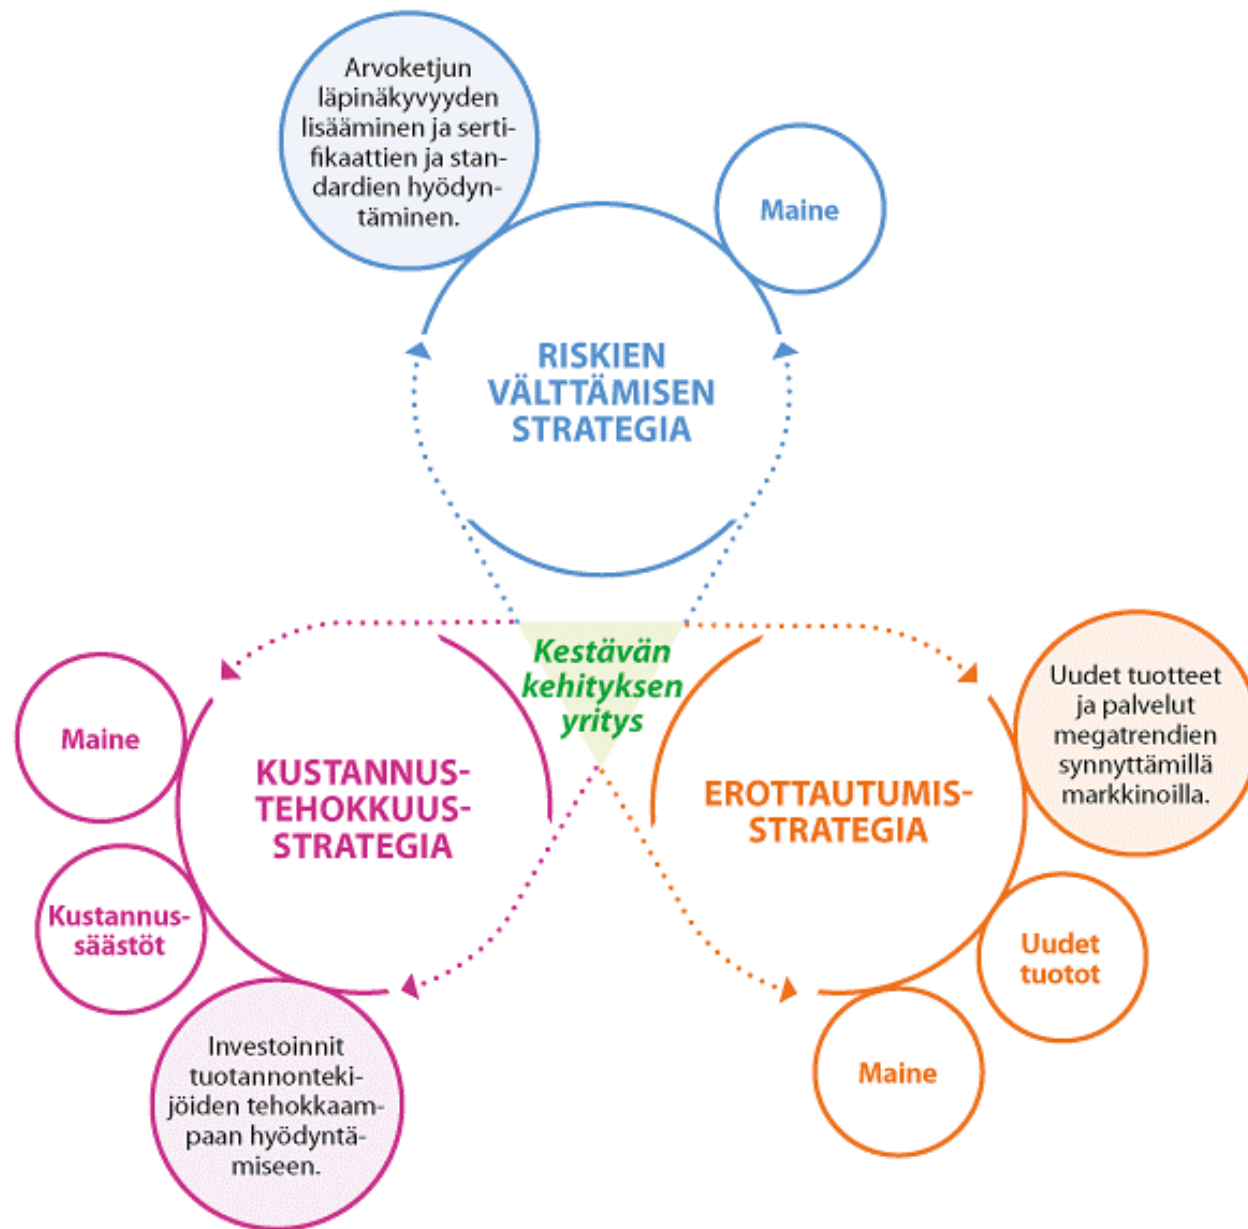 Arvoketjun
läpinäkyvyyden
lisääminen ja serti-
fikaattien ja stan-
dardien hyödyn-
täminen.
Maine
RISKIEN
VÄLTTÄMISEN
STRATEGIA
Kestävän
kehityksen
yritys
Maine
KUSTANNUS-
TEHOKKUUS-
STRATEGIA
Kustannus-
säästöt
Investoinnit
tuotannonteki-
jöiden tehokkaam-
paan hyödyntä-
miseen.
EROTTAUTUMIS-
STRATEGIA
Uudet tuotteet
ja palvelut
megatrendien
synnyttämillä
markkinoilla.
Uudet
tuotot
Maine